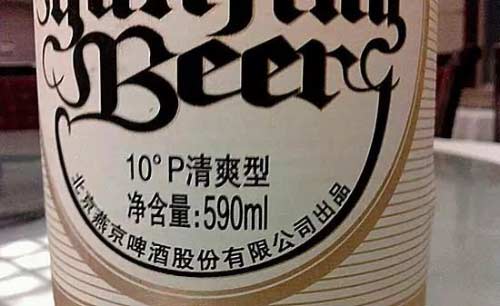 Beer
10° P清爽型
净含量:590ml
北京燕京啤酒股份有限公司出品